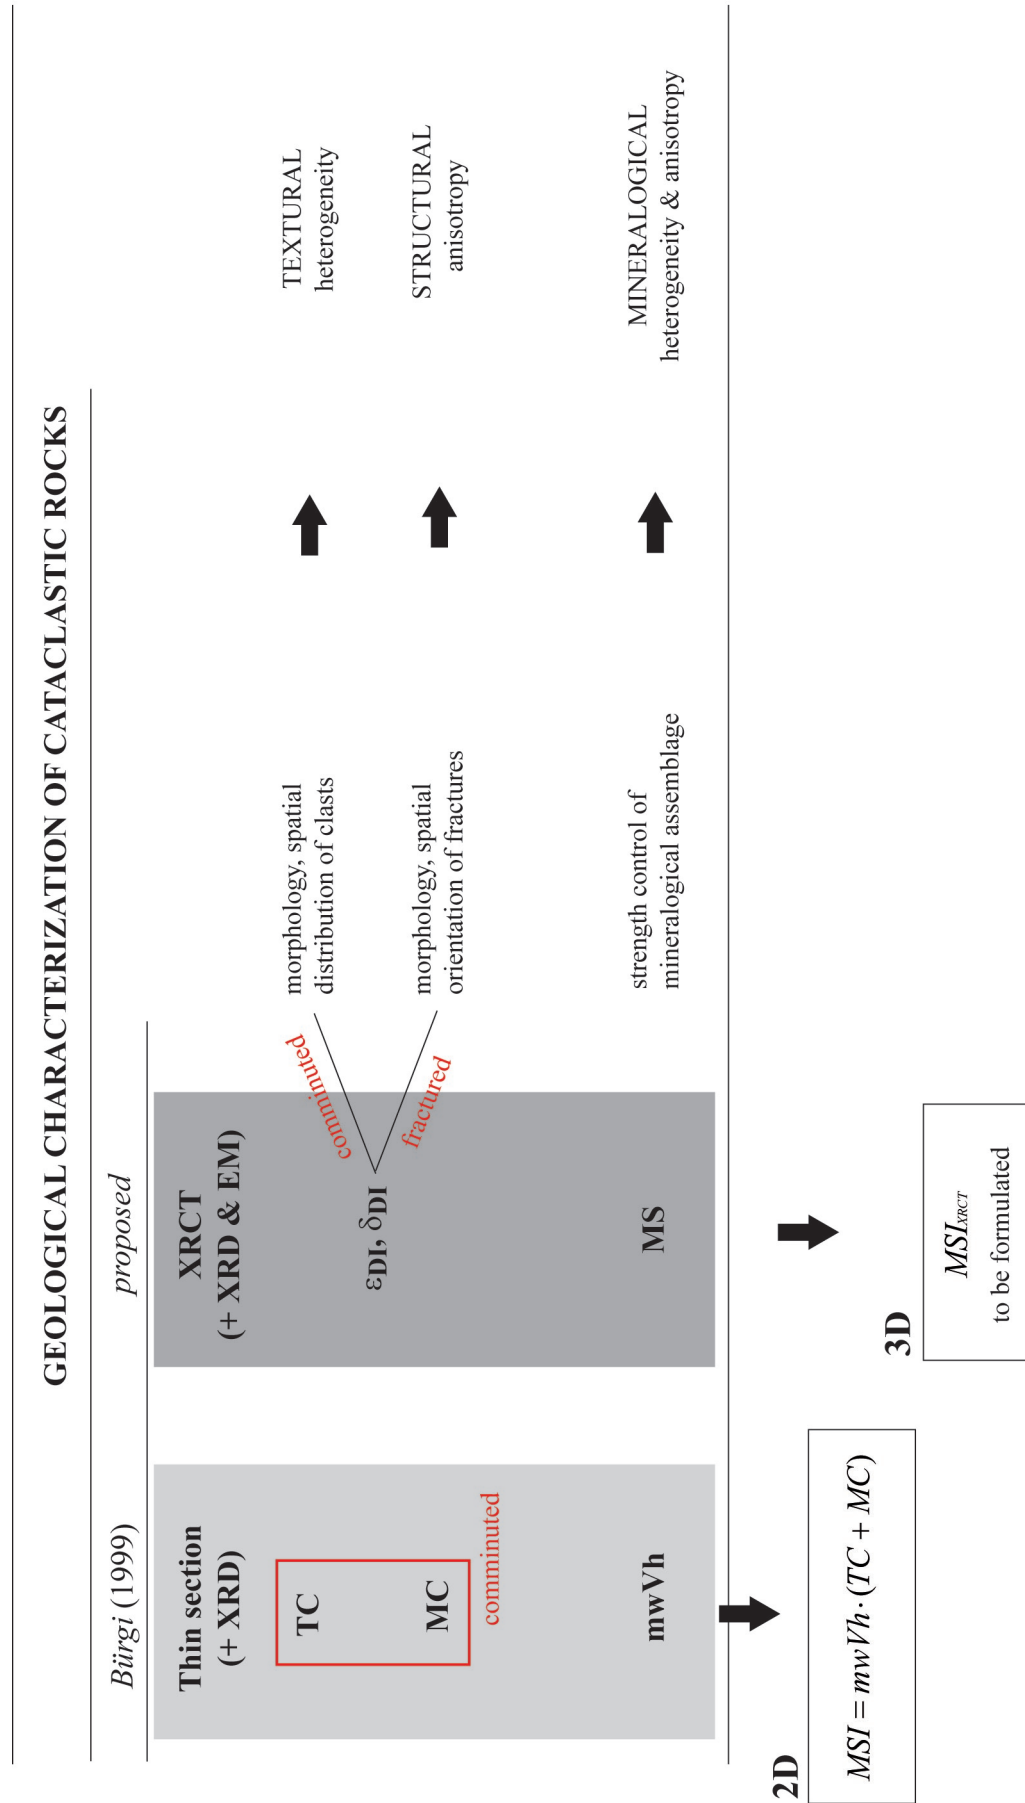 GEOLOGICAL CHARACTERIZATION OF CATACLASTIC ROCKS
Bürgi (1999)
proposed
Thin section
(+ XRD)
XRCT
(+ XRD & EM)
TC
MC
comminuted
mwVh
εDI, δDI
comminuted
fractured
MS
morphology, spatial
distribution of clasts
TEXTURAL
heterogeneity
morphology, spatial
orientation of fractures
STRUCTURAL
anisotropy
strength control of
mineralogical assemblage
MINERALOGICAL
heterogeneity & anisotropy
2D
MSI = mwVh·(TC + MC)
3D
MSI_XRCT
to be formulated